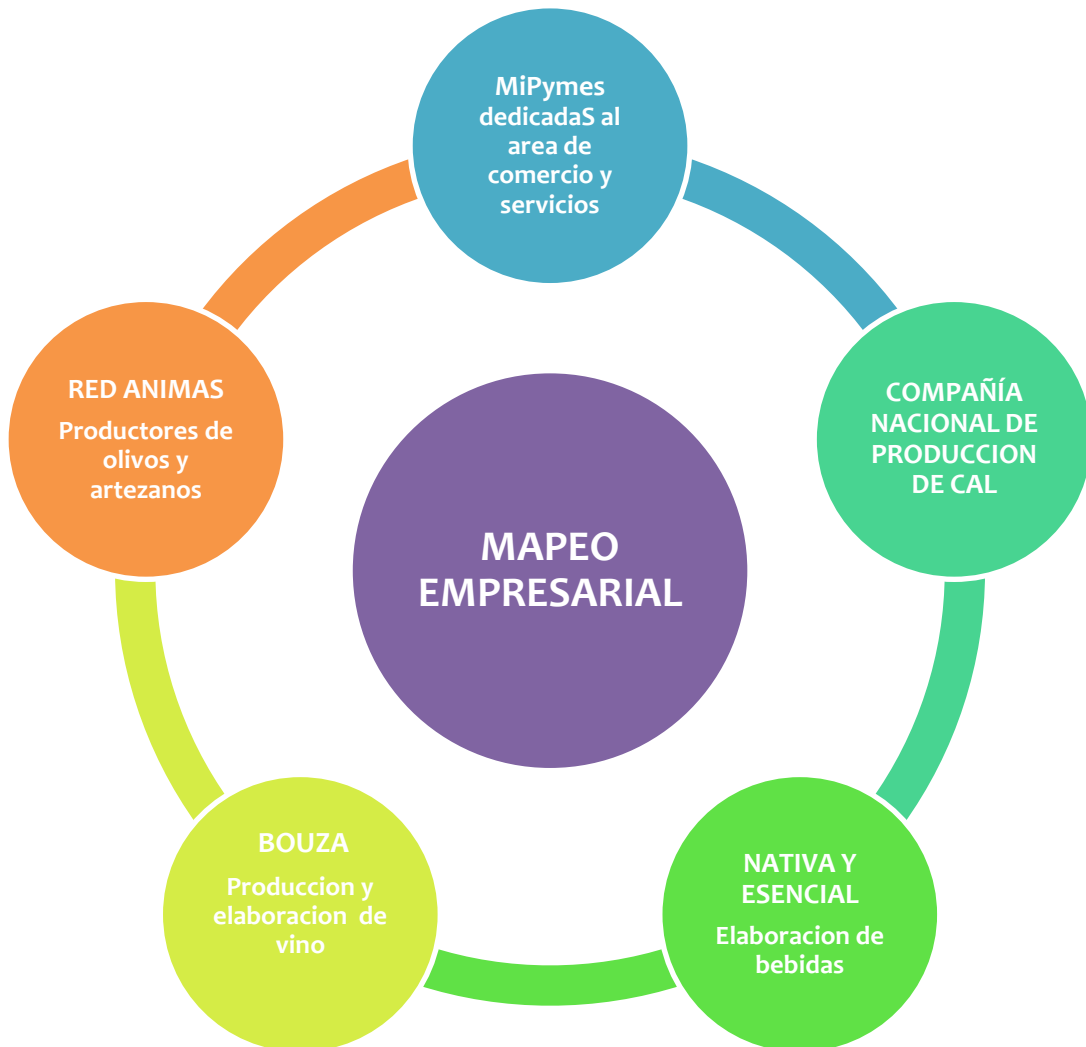 MiPymes
dedicadaS al
area de
comercio y
servicios
COMPAÑÍA
NACIONAL DE
PRODUCCION
DE CAL
NATIVA Y
ESENCIAL
Elaboracion de
bebidas
BOUZA
Produccion y
elaboracion de
vino
RED ANIMAS
Productores de
olivos y
artezanos
MAPEO
EMPRESARIAL